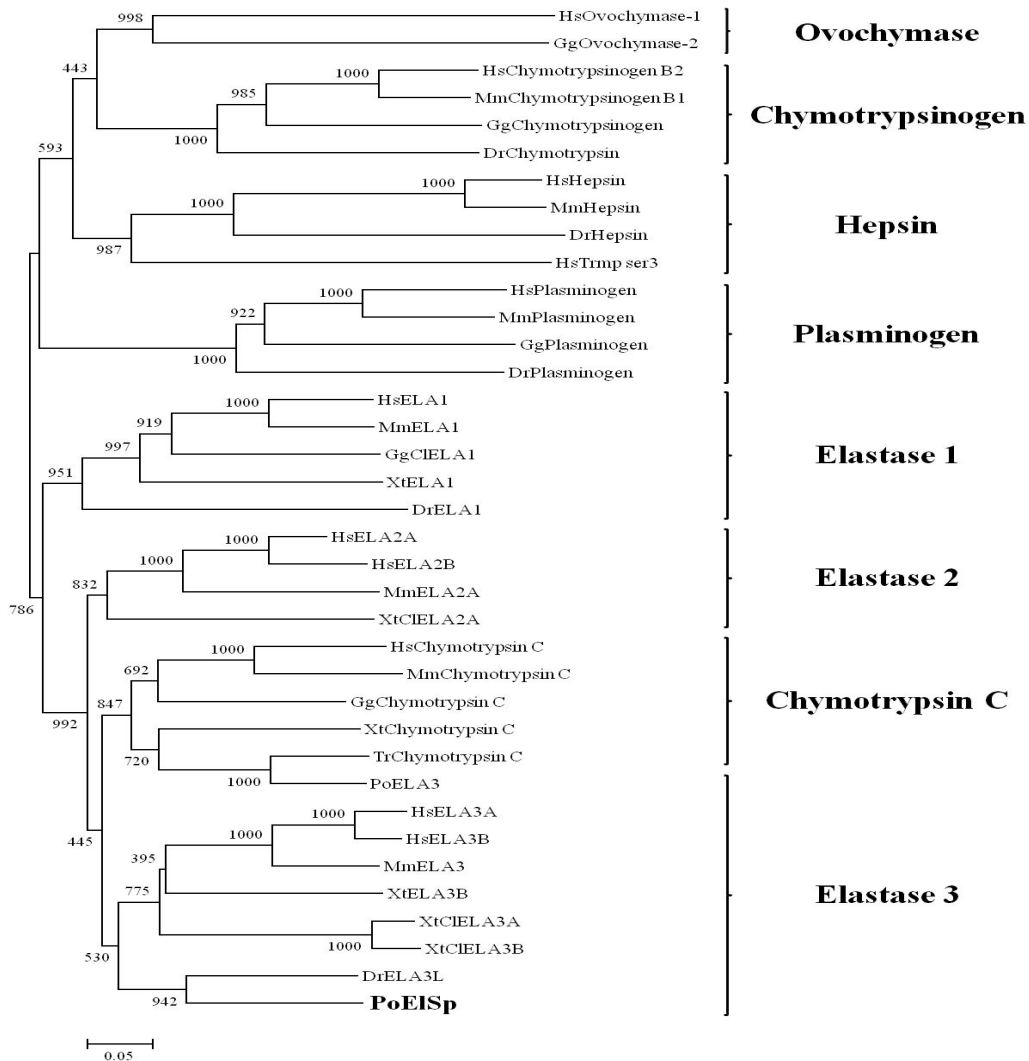 HsOvochymase-1
998
GgOvochymase-2
Ovochymase
443
HsChymotrypsinogen B2
1000
MmChymotrypsinogen B1
985
GgChymotrypsinogen
1000
DrChymotrypsin
Chymotrypsinogen
593
HsHepsin
1000
MmHepsin
1000
DrHepsin
987
HsTrmp ser3
Hepsin
HsPlasminogen
1000
MmPlasminogen
922
GgPlasminogen
1000
DrPlasminogen
Plasminogen
HsELA1
1000
MmELA1
919
GgClELA1
997
XtELA1
951
DrELA1
Elastase 1
786
HsELA2A
1000
HsELA2B
1000
MmELA2A
832
XtClELA2A
Elastase 2
992
HsChymotrypsin C
1000
MmChymotrypsin C
692
GgChymotrypsin C
847
XtChymotrypsin C
720
TrChymotrypsin C
1000
PoELA3
Chymotrypsin C
445
HsELA3A
1000
HsELA3B
1000
MmELA3
395
XtELA3B
775
XtClELA3A
1000
XtClELA3B
530
DrELA3L
942
PoElSp
Elastase 3
0.05